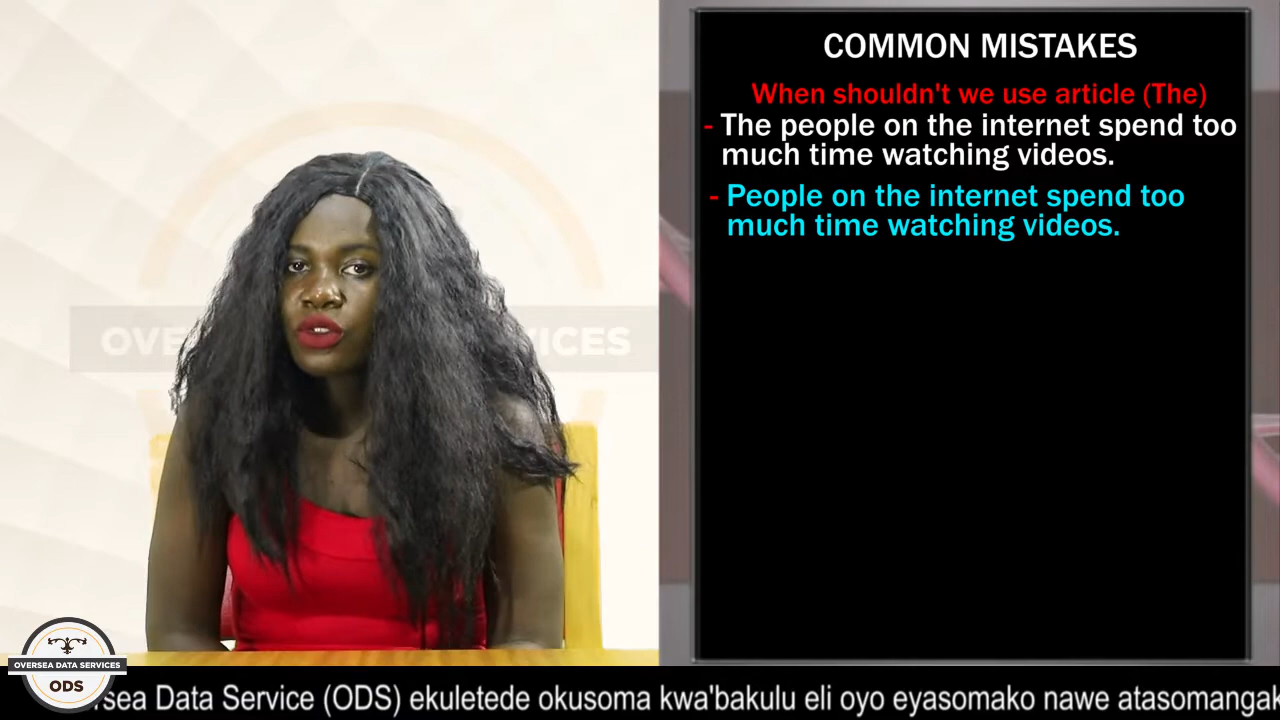 COMMON MISTAKES
When shouldn't we use article (The)
- The people on the internet spend too
much time watching videos.
- People on the internet spend too
much time watching videos.
OVERSEA DATA SERVICES
ODS
Data Service (ODS) ekuletede okusoma kwa'bakulu eli oyo eyasomako nawe